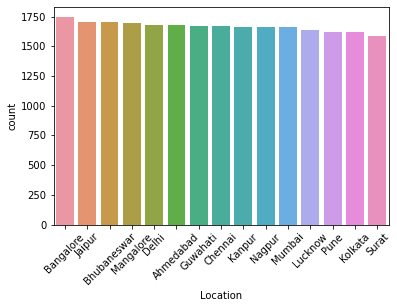 1750
1500
1250
1000
750
500
250
0
count
Bangalore
Jaipur
Bhubaneswar
Mangalore
Delhi
Ahmedabad
Guwahati
Chennai
Kanpur
Nagpur
Mumbai
Lucknow
Pune
Kolkata
Surat
Location